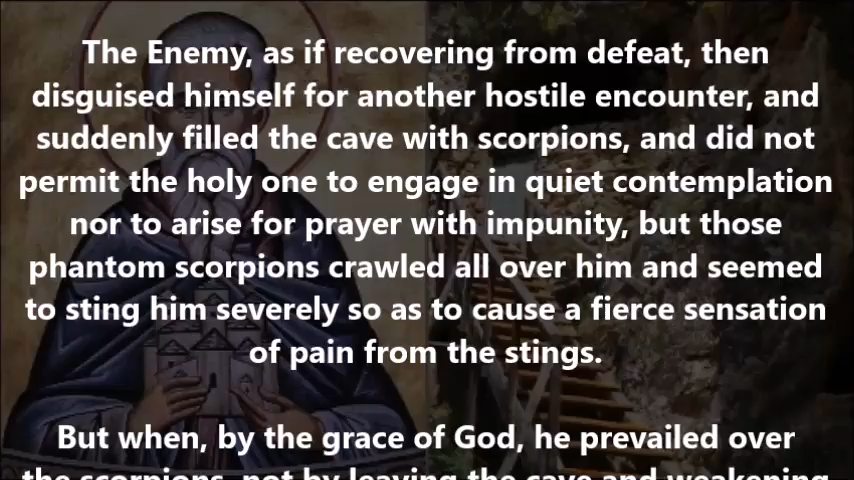 The Enemy, as if recovering from defeat, then
disguised himself for another hostile encounter, and
suddenly filled the cave with scorpions, and did not
permit the holy one to engage in quiet contemplation
nor to arise for prayer with impunity, but those
phantom scorpions crawled all over him and seemed
to sting him severely so as to cause a fierce sensation
of pain from the stings.
But when, by the grace of God, he prevailed over
the scorpions, not by leaving the cave and weakening